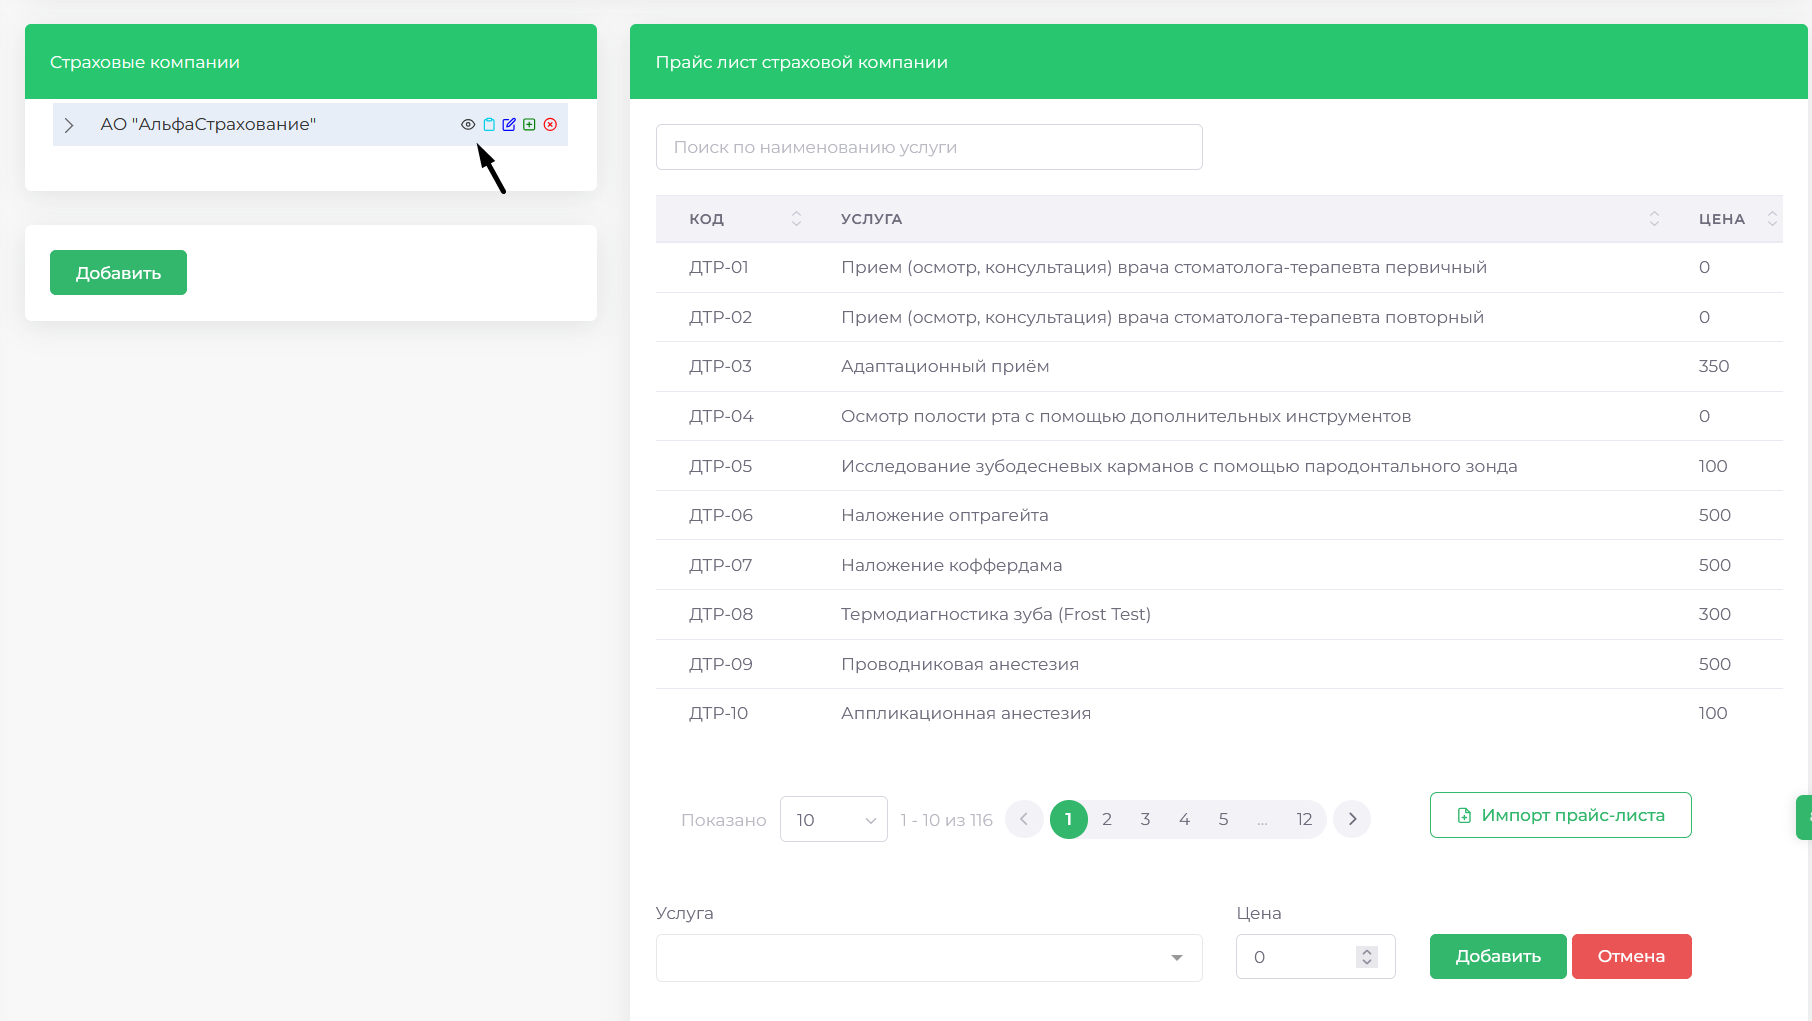 Страховые компании
АО "АльфаСтрахование"
Добавить
Прайс лист страховой компании
Поиск по наименованию услуги
КОД УСЛУГА ЦЕНА
ДТР-01 Прием (осмотр, консультация) врача стоматолога-терапевта первичный 0
ДТР-02 Прием (осмотр, консультация) врача стоматолога-терапевта повторный 0
ДТР-03 Адаптационный приём 350
ДТР-04 Осмотр полости рта с помощью дополнительных инструментов 0
ДТР-05 Исследование зубодесневых карманов с помощью пародонтального зонда 100
ДТР-06 Наложение оптрагейта 500
ДТР-07 Наложение коффердама 500
ДТР-08 Термодиагностика зуба (Frost Test) 300
ДТР-09 Проводниковая анестезия 500
ДТР-10 Аппликационная анестезия 100
Показано 10 1 - 10 из 116 1 2 3 4 5 ... 12 Импорт прайс-листа
Услуга Цена
0 Добавить Отмена